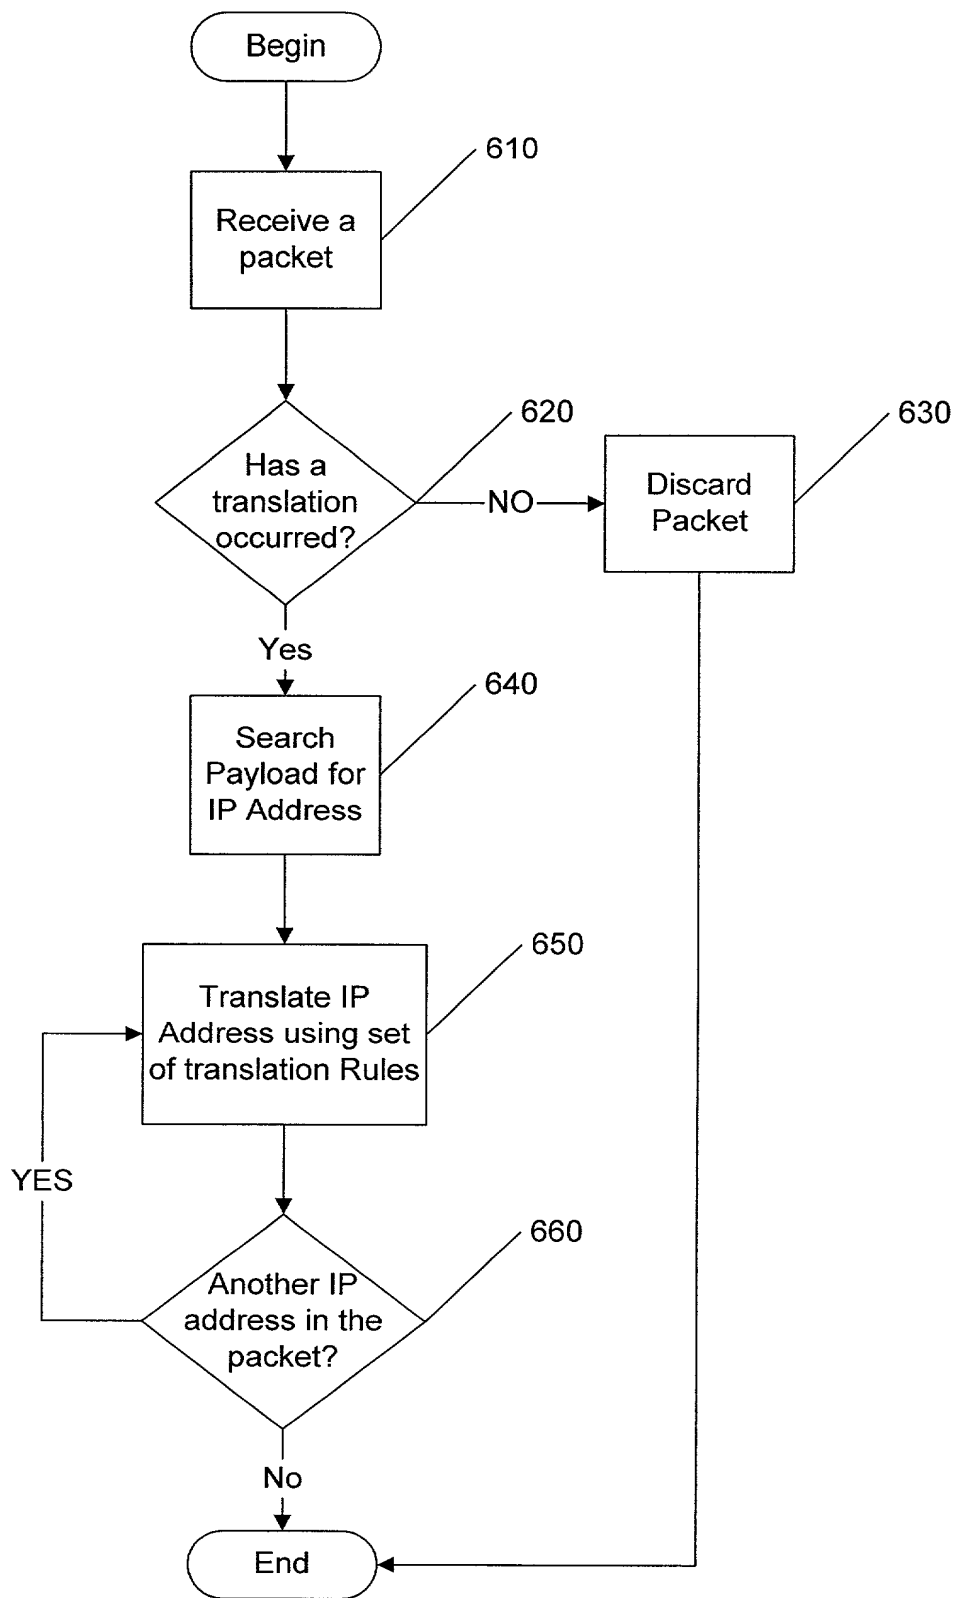 Begin
610
Receive a
packet
620
Has a
translation
occurred?
NO
630
Discard
Packet
Yes
640
Search
Payload for
IP Address
650
Translate IP
Address using set
of translation Rules
YES
660
Another IP
address in the
packet?
No
End